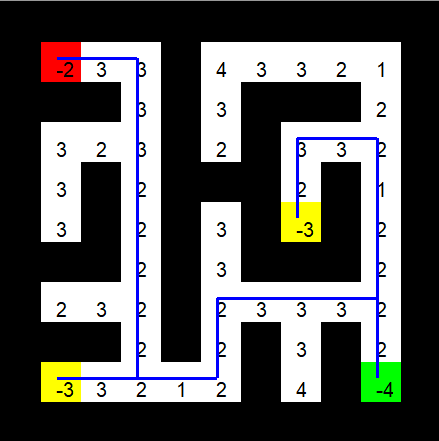 -2 3 3 4 3 3 2 1
3 3 2
3 2 3 2 3 3 2
3 2 2 1
3 2 3 -3 2
2 3 2
2 3 2 2 3 3 3 2
2 2 3 2
-3 3 2 1 2 4 -4